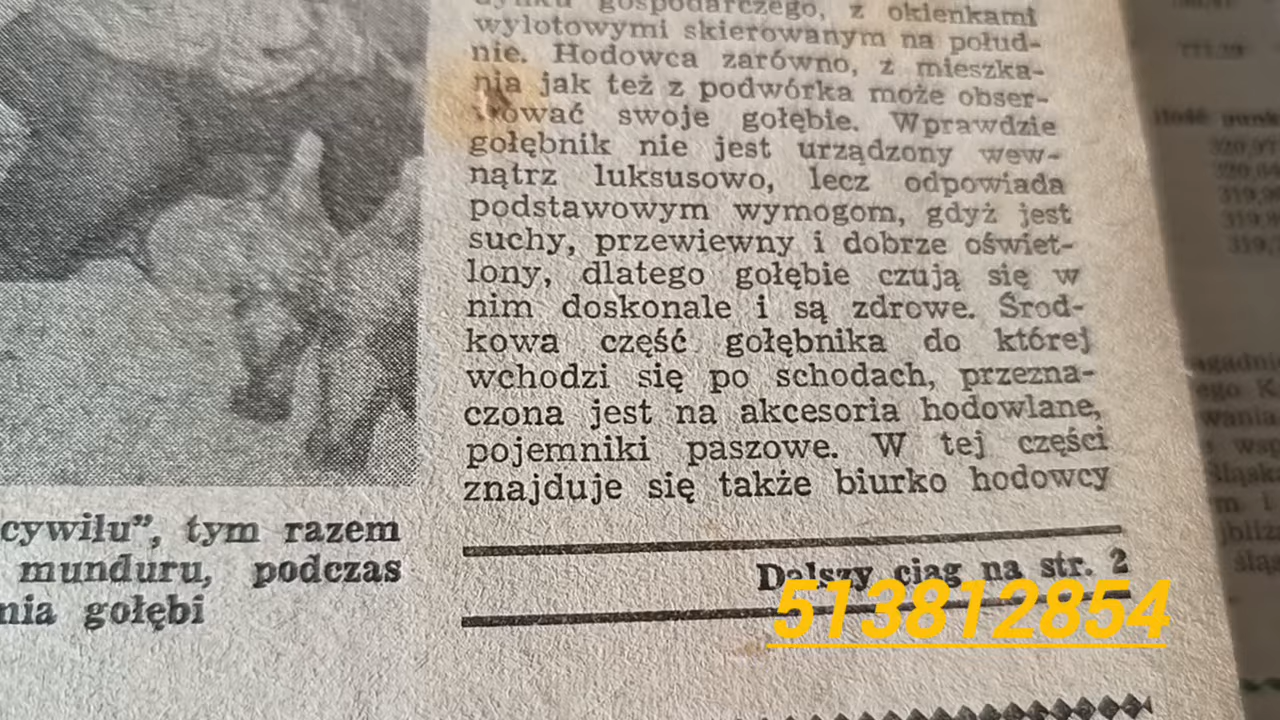 gospodarczego, z okienkami
wylotowymi skierowanym na połud-
nie. Hodowca zarówno, z mieszka-
nia jak też z podwórka może obser-
wować swoje gołębie. Wprawdzie
gołębnik nie jest urządzony wew-
nątrz luksusowo, lecz odpowiada
podstawowym wymogom, gdyż jest
suchy, przewiewny i dobrze oświet-
lony, dlatego gołębie czują się w
nim doskonale i są zdrowe. Środ-
kowa część gołębnika do której
wchodzi się po schodach, przezna-
czona jest na akcesoria hodowlane,
pojemniki paszowe. W tej części
znajduje się także biurko hodowcy
Dalszy ciąg na str. 2
513812854
cywilu”, tym razem
munduru, podczas
nia gołębi